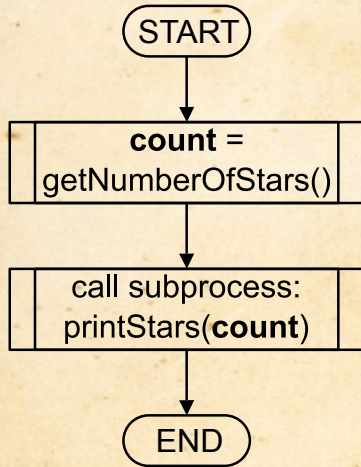 START
count =
getNumberOfStars()
call subprocess:
printStars(count)
END